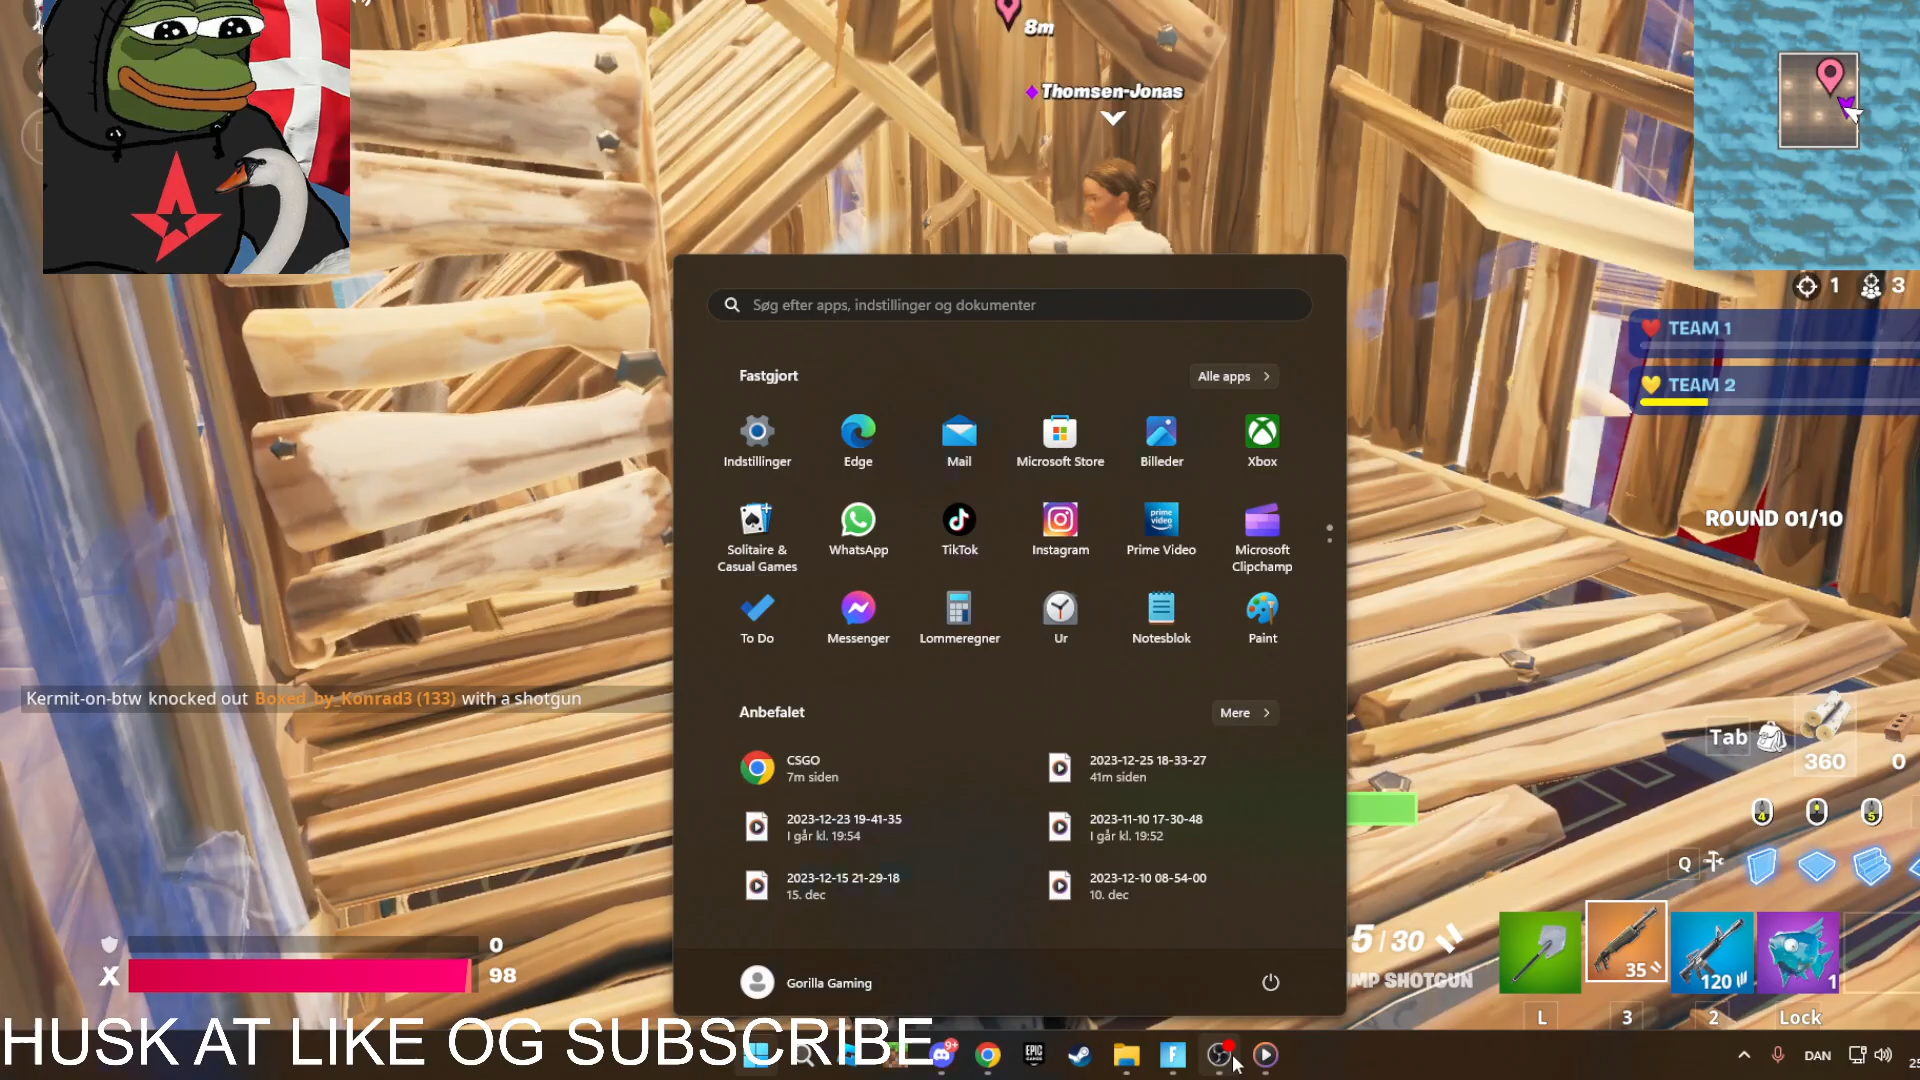 8m
Thomsen-Jonas
1 3
TEAM 1
TEAM 2
ROUND 01/10
Søg efter apps, indstillinger og dokumenter
Fastgjort
Alle apps
Indstillinger Edge Mail Microsoft Store Billeder Xbox
Solitaire & Casual Games WhatsApp TikTok Instagram Prime Video Microsoft Clipchamp
To Do Messenger Lommeregner Ur Notesblok Paint
Kermit-on-btw knocked out Boxed_by_Konrad3 (133) with a shotgun
Anbefalet
Mere
CSGO
7m siden
2023-12-25 18-33-27
41m siden
2023-12-23 19-41-35
I går kl. 19:54
2023-11-10 17-30-48
I går kl. 19:52
2023-12-15 21-29-18
15. dec
2023-12-10 08-54-00
10. dec
Gorilla Gaming
Tab
360 0
4 5
Q
0
X 98
5/30
MP SHOTGUN
35 120 1
L 3 2 Lock
HUSK AT LIKE OG SUBSCRIBE
9+
EPIC
DAN